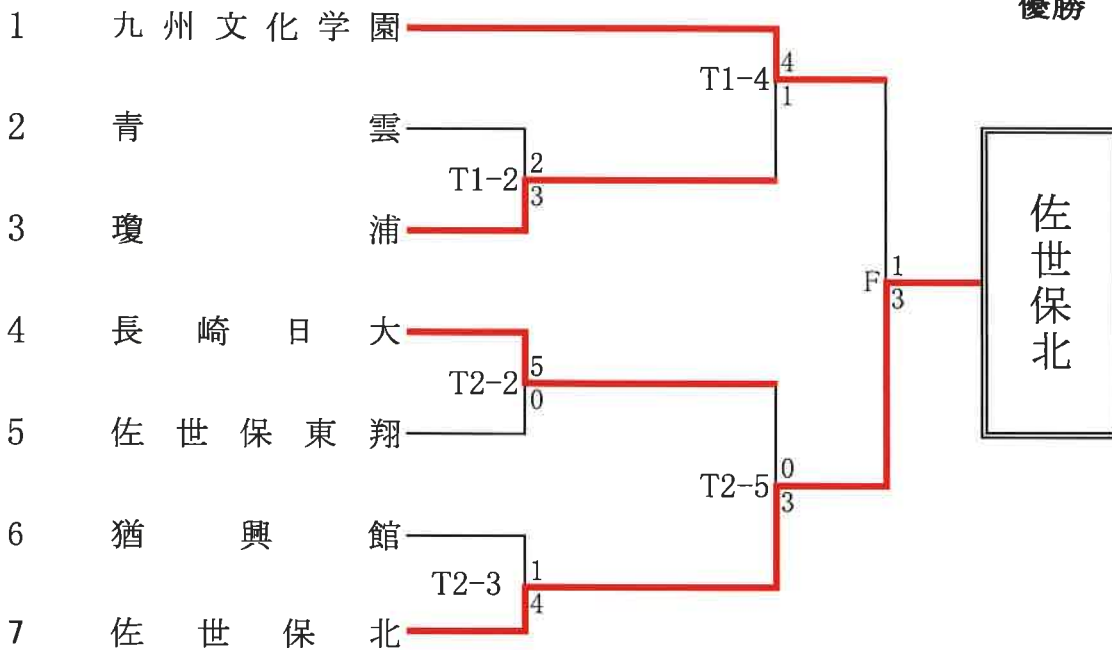 優勝
1 九州文化学園
T1-4 4
1
2 青雲
T1-2 2
3
3 瓊浦
佐世保北
F 1
3
4 長崎日大
T2-2 5
0
5 佐世保東翔
T2-5 0
3
6 猶興館
T2-3 1
4
7 佐世保北